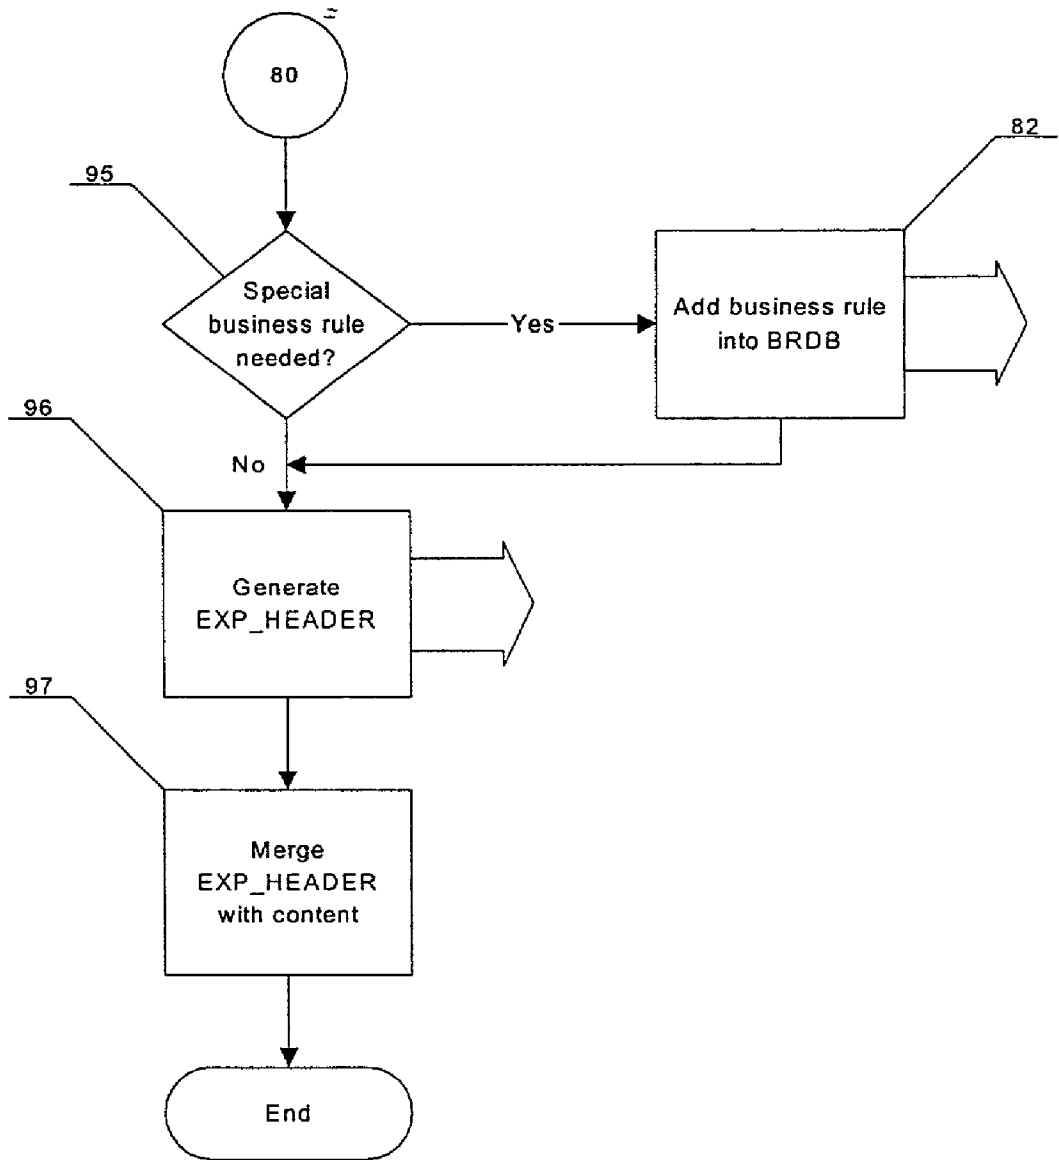 80
82
95
Special
business rule
needed?
Yes
Add business rule
into BRDB
96
No
Generate
EXP_HEADER
97
Merge
EXP_HEADER
with content
End